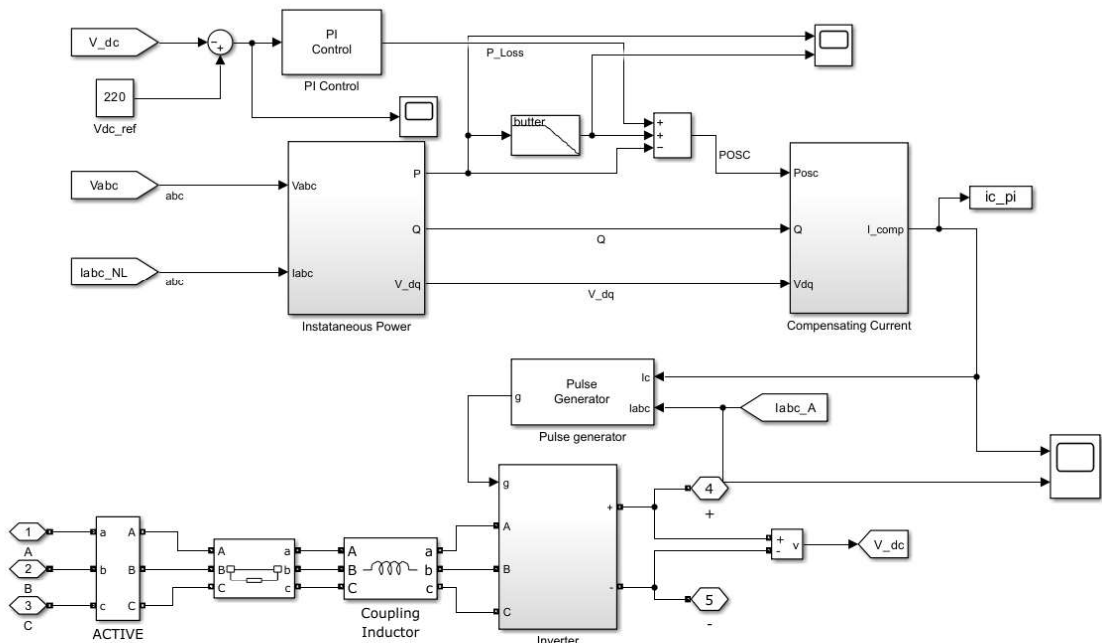 V_dc
-
+
PI
Control
PI Control
P_Loss
220
Vdc_ref
butter
+
+
-
POSC
Vabc
abc
Iabc_NL
abc
Vabc
Iabc
P
Q
V_dq
Instataneous Power
Q
V_dq
Posc
Q
Vdq
I_comp
Compensating Current
ic_pi
g
Pulse
Generator
Ic
Iabc
Pulse generator
Iabc_A
1
A
2
B
3
C
a
b
c
A
B
C
ACTIVE
A
B
C
a
b
c
A
B
C
a
b
c
Coupling
Inductor
g
A
B
C
+
-
Inverter
4
+
5
-
+
-
v
V_dc